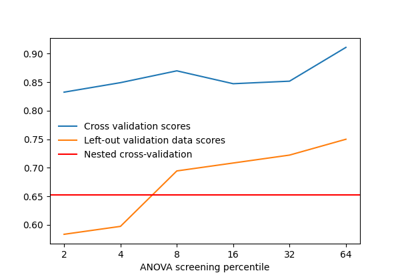 0.90
0.85
0.80
0.75
0.70
0.65
0.60
Cross validation scores
Left-out validation data scores
Nested cross-validation
2 4 8 16 32 64
ANOVA screening percentile